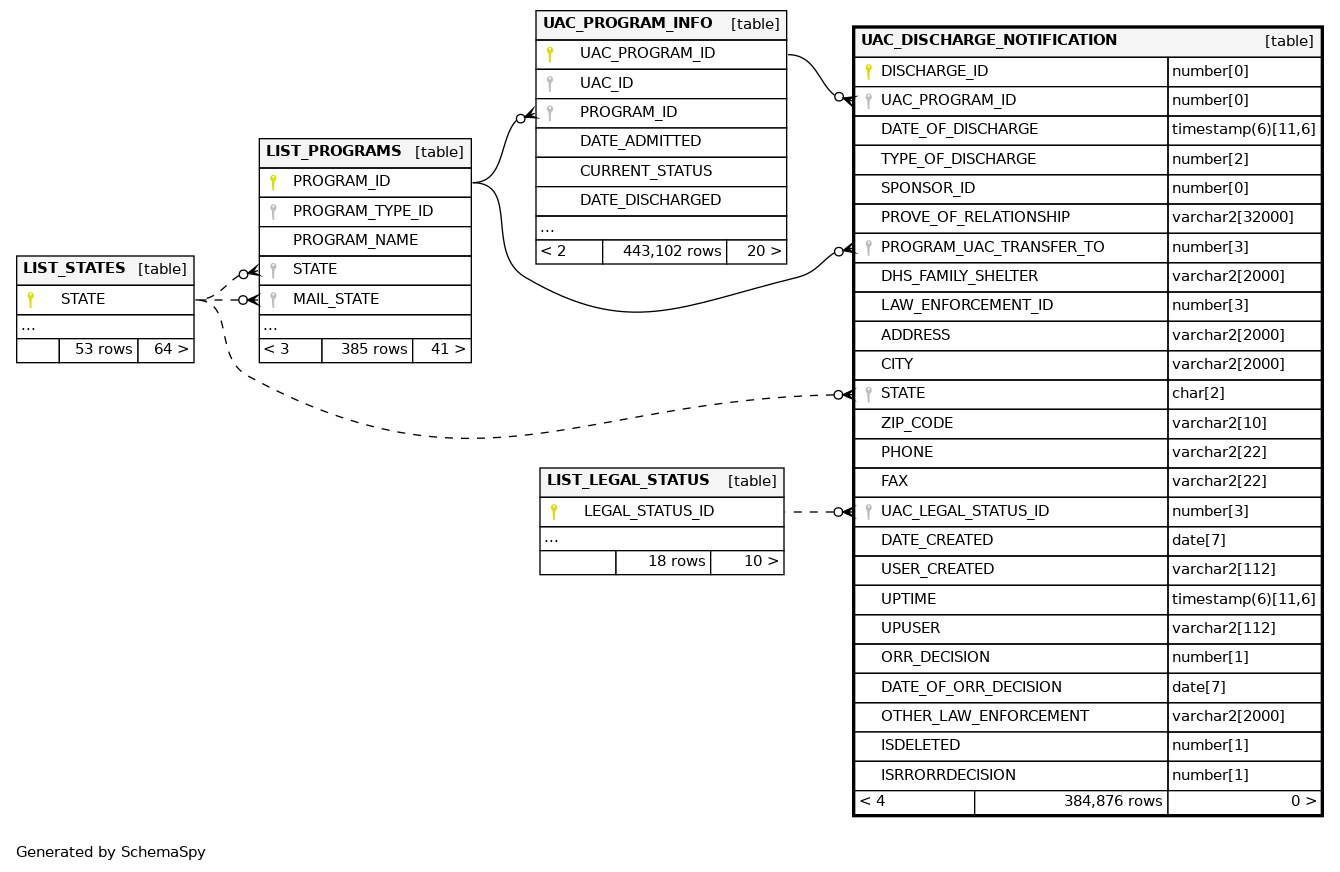 UAC_PROGRAM_INFO [table]
UAC_PROGRAM_ID
UAC_ID
PROGRAM_ID
DATE_ADMITTED
CURRENT_STATUS
DATE_DISCHARGED
...
< 2 443,102 rows 20 >
LIST_PROGRAMS [table]
PROGRAM_ID
PROGRAM_TYPE_ID
PROGRAM_NAME
STATE
MAIL_STATE
...
< 3 385 rows 41 >
LIST_STATES [table]
STATE
...
53 rows 64 >
LIST_LEGAL_STATUS [table]
LEGAL_STATUS_ID
...
18 rows 10 >
UAC_DISCHARGE_NOTIFICATION [table]
DISCHARGE_ID number[0]
UAC_PROGRAM_ID number[0]
DATE_OF_DISCHARGE timestamp(6)[11,6]
TYPE_OF_DISCHARGE number[2]
SPONSOR_ID number[0]
PROVE_OF_RELATIONSHIP varchar2[32000]
PROGRAM_UAC_TRANSFER_TO number[3]
DHS_FAMILY_SHELTER varchar2[2000]
LAW_ENFORCEMENT_ID number[3]
ADDRESS varchar2[2000]
CITY varchar2[2000]
STATE char[2]
ZIP_CODE varchar2[10]
PHONE varchar2[22]
FAX varchar2[22]
UAC_LEGAL_STATUS_ID number[3]
DATE_CREATED date[7]
USER_CREATED varchar2[112]
UPTIME timestamp(6)[11,6]
UPUSER varchar2[112]
ORR_DECISION number[1]
DATE_OF_ORR_DECISION date[7]
OTHER_LAW_ENFORCEMENT varchar2[2000]
ISDELETED number[1]
ISRRORRDECISION number[1]
< 4 384,876 rows 0 >
Generated by SchemaSpy